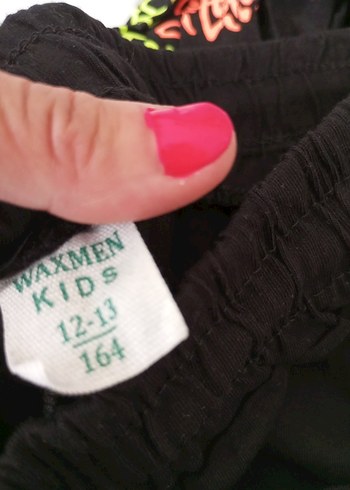 WAXMEN
KIDS
12-13
164